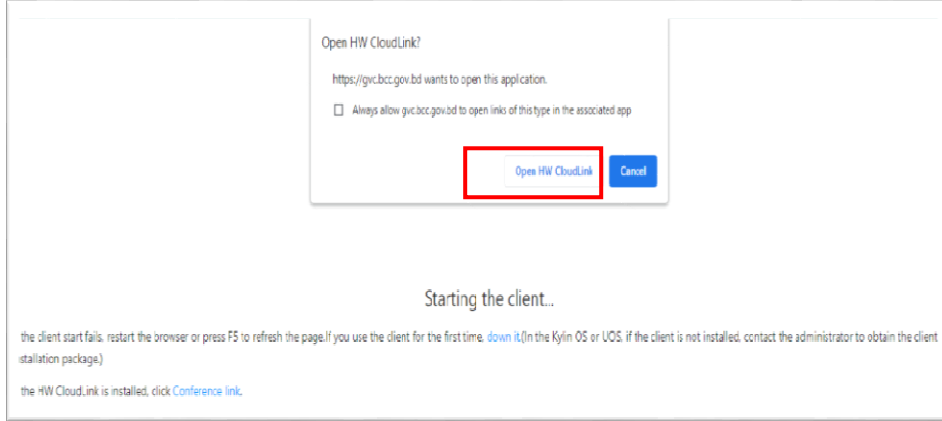 Open HW CloudLink?
https://gvc.bcc.gov.bd wants to open this application.
Always allow gvc.bcc.gov.bd to open links of this type in the associated app
Open HW CloudLink
Cancel
Starting the client...
the client start fails, restart the browser or press F5 to refresh the page.If you use the client for the first time, down it.(In the Kylin OS or UOS, if the client is not installed, contact the administrator to obtain the client
stallation package.)
the HW CloudLink is installed, click Conference link.